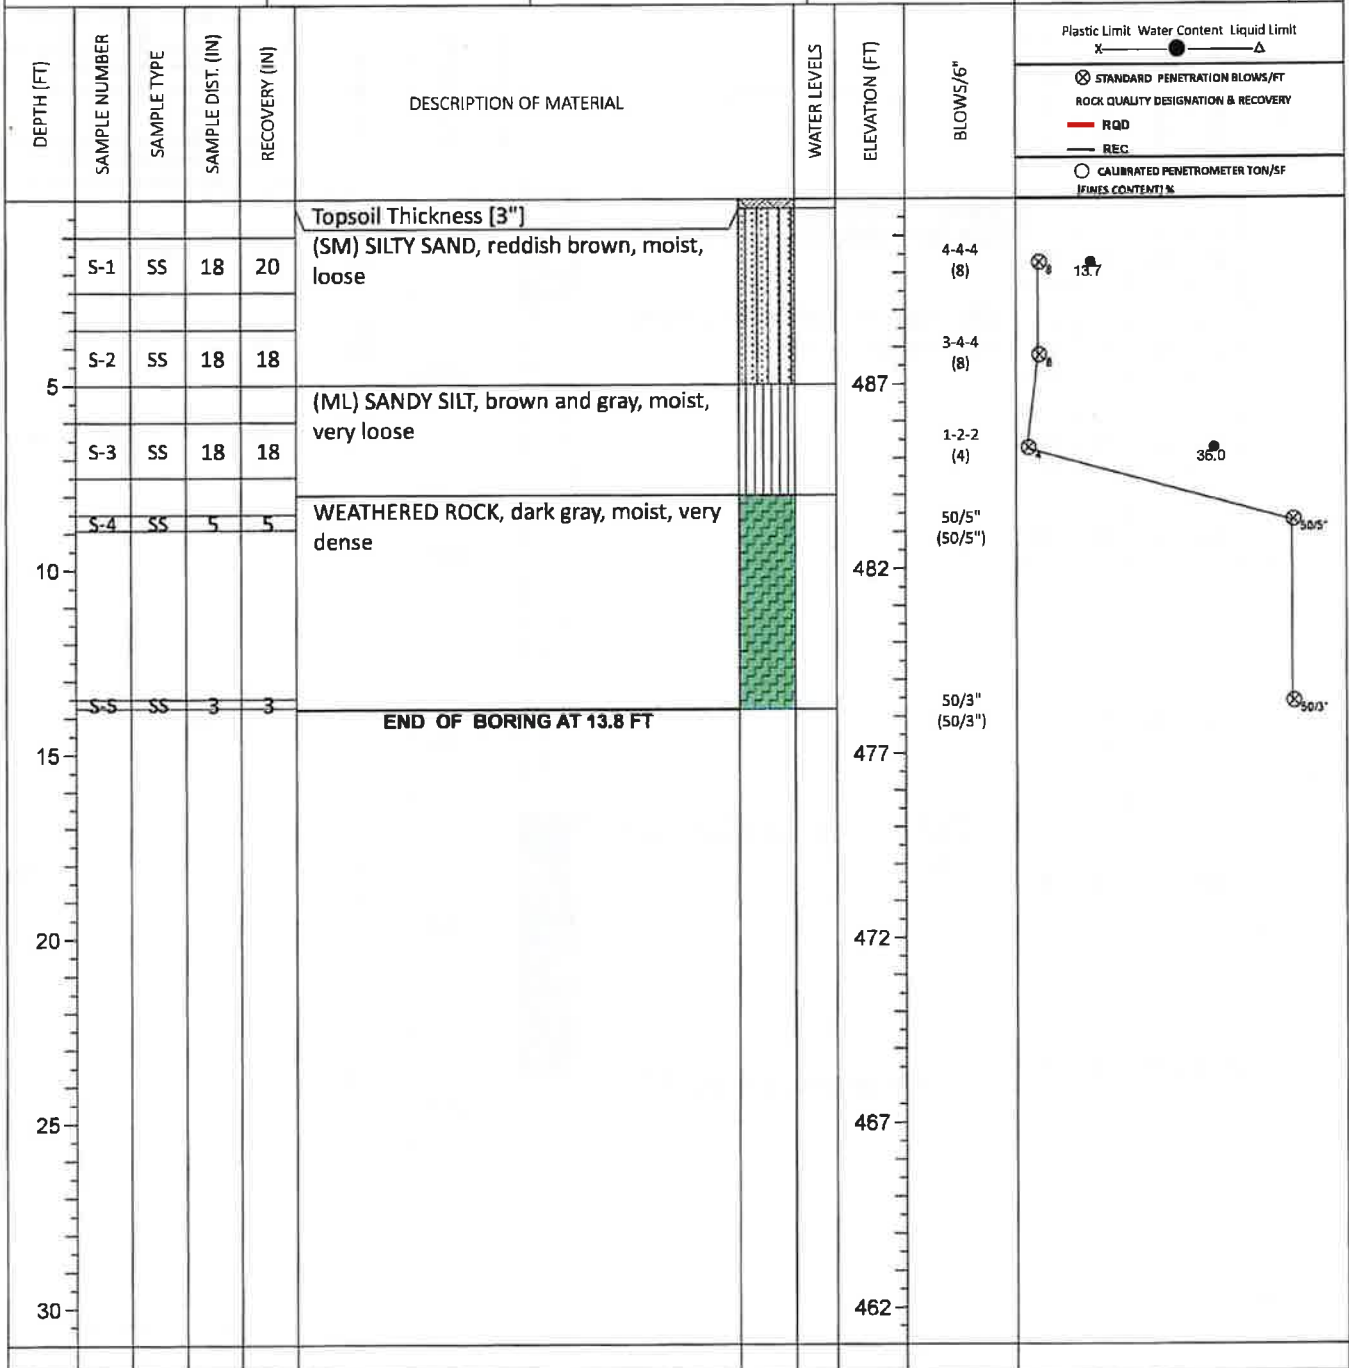 DEPTH (FT)
SAMPLE NUMBER
SAMPLE TYPE
SAMPLE DIST. (IN)
RECOVERY (IN)
DESCRIPTION OF MATERIAL
WATER LEVELS
ELEVATION (FT)
BLOWS/6"
Plastic Limit Water Content Liquid Limit
X Δ
STANDARD PENETRATION BLOWS/FT
ROCK QUALITY DESIGNATION & RECOVERY
RQD
REC
CALIBRATED PENETROMETER TON/SF
[FINES CONTENT] %
Topsoil Thickness [3"]
(SM) SILTY SAND, reddish brown, moist,
loose
S-1 SS 18 20
4-4-4
(8)
8
13.7
S-2 SS 18 18
3-4-4
(8)
8
5
487
(ML) SANDY SILT, brown and gray, moist,
very loose
S-3 SS 18 18
1-2-2
(4)
4
36.0
WEATHERED ROCK, dark gray, moist, very
dense
S-4 SS 5 5
50/5"
(50/5")
50/5"
10
482
S-5 SS 3 3
50/3"
(50/3")
50/3"
END OF BORING AT 13.8 FT
15
477
20
472
25
467
30
462